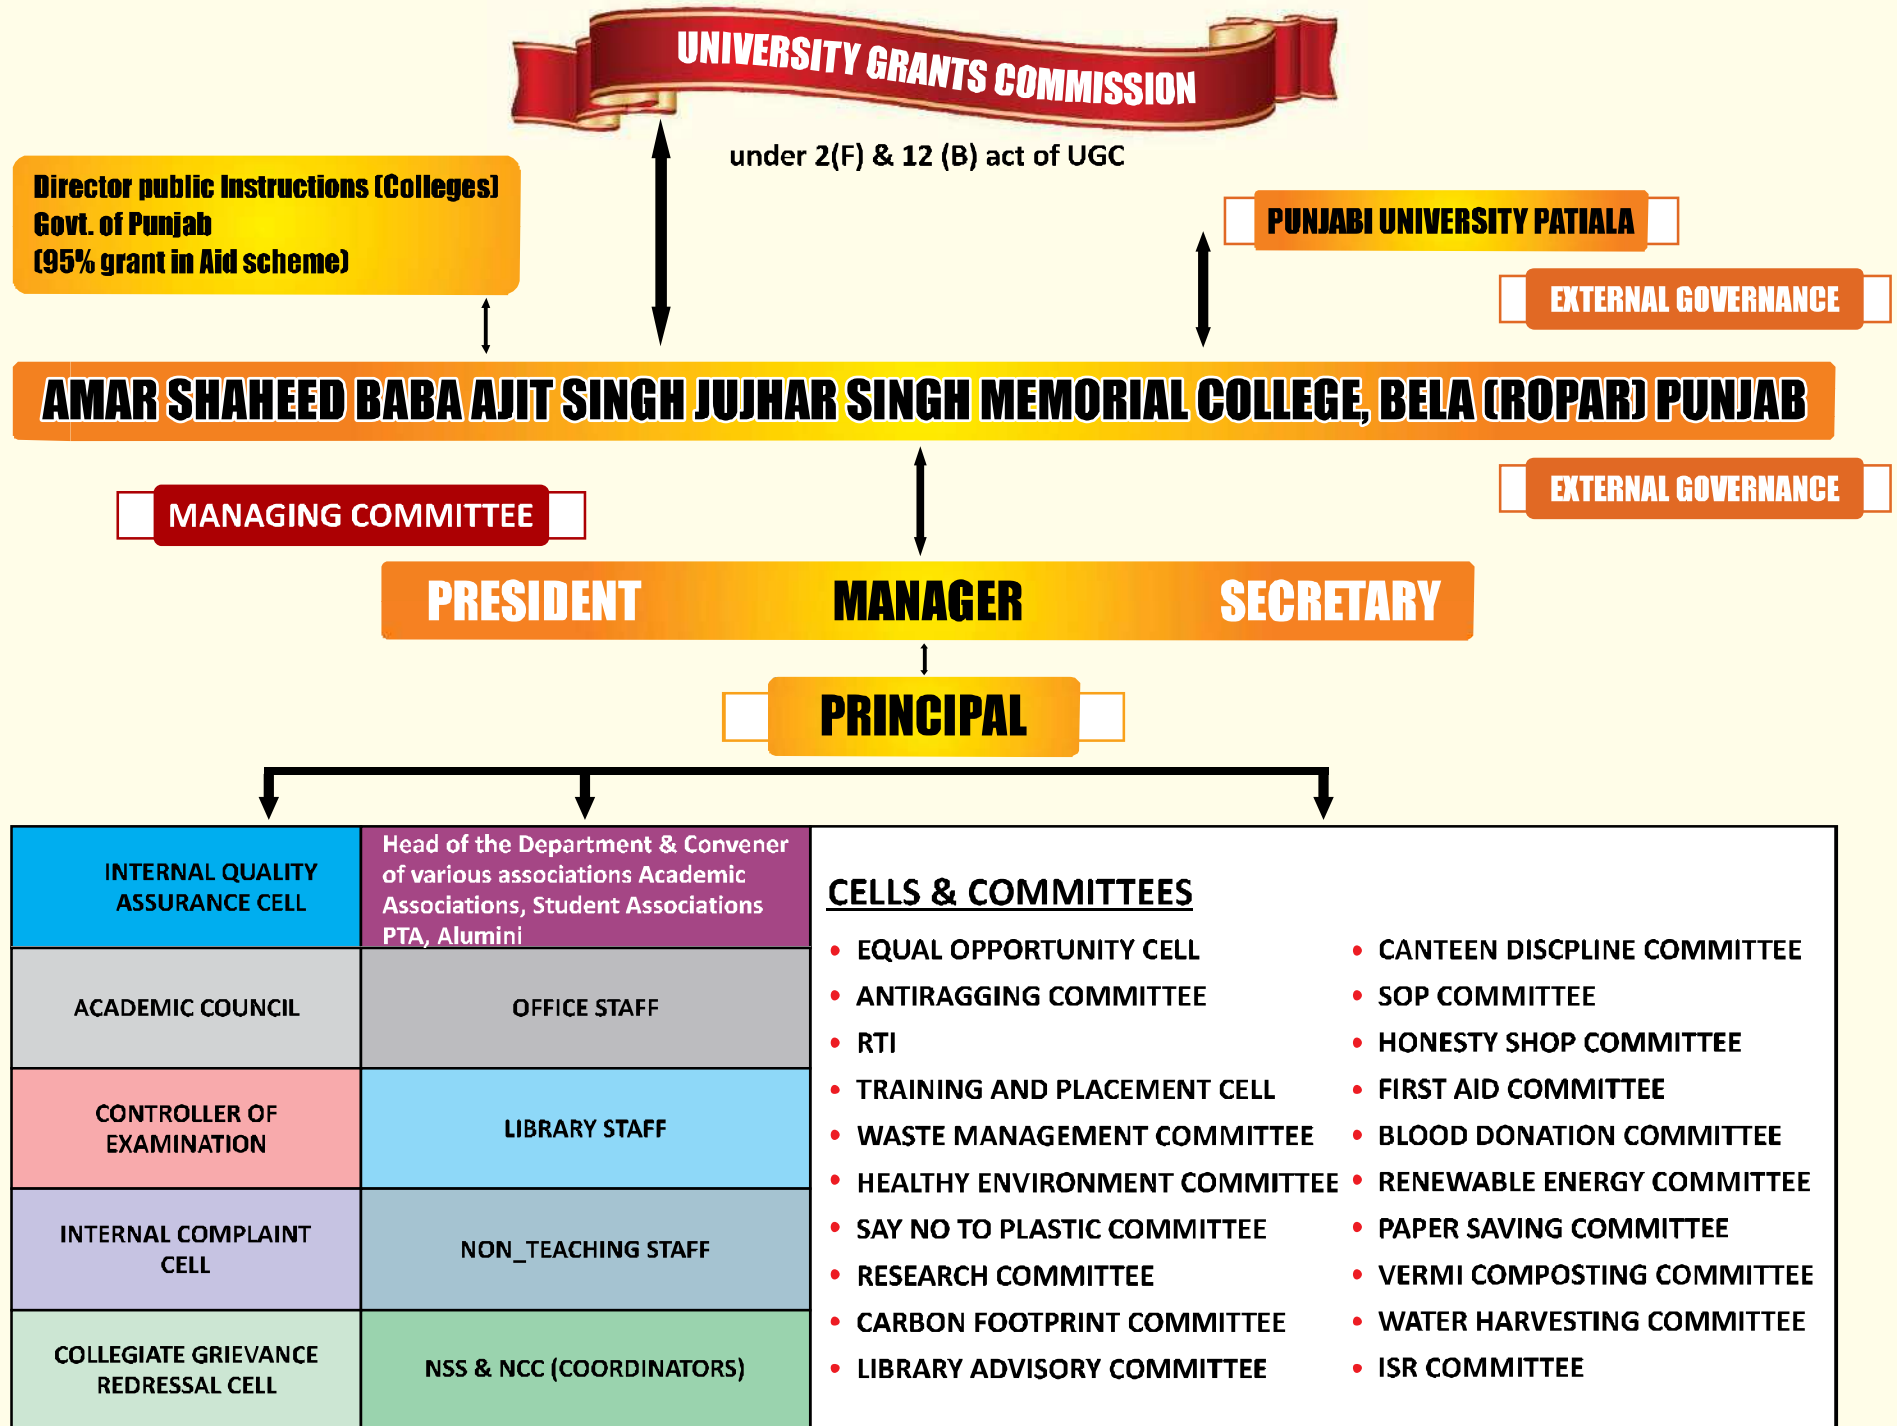 UNIVERSITY GRANTS COMMISSION
under 2(F) & 12 (B) act of UGC
Director public Instructions (Colleges)
Govt. of Punjab
(95% grant in Aid scheme)
PUNJABI UNIVERSITY PATIALA
EXTERNAL GOVERNANCE
AMAR SHAHEED BABA AJIT SINGH JUJHAR SINGH MEMORIAL COLLEGE, BELA (ROPAR) PUNJAB
EXTERNAL GOVERNANCE
MANAGING COMMITTEE
PRESIDENT
MANAGER
SECRETARY
PRINCIPAL
INTERNAL QUALITY
ASSURANCE CELL
Head of the Department & Convener
of various associations Academic
Associations, Student Associations
PTA, Alumini
ACADEMIC COUNCIL
OFFICE STAFF
CONTROLLER OF
EXAMINATION
LIBRARY STAFF
INTERNAL COMPLAINT
CELL
NON_TEACHING STAFF
COLLEGIATE GRIEVANCE
REDRESSAL CELL
NSS & NCC (COORDINATORS)
CELLS & COMMITTEES
• EQUAL OPPORTUNITY CELL
• ANTIRAGGING COMMITTEE
• RTI
• TRAINING AND PLACEMENT CELL
• WASTE MANAGEMENT COMMITTEE
• HEALTHY ENVIRONMENT COMMITTEE
• SAY NO TO PLASTIC COMMITTEE
• RESEARCH COMMITTEE
• CARBON FOOTPRINT COMMITTEE
• LIBRARY ADVISORY COMMITTEE
• CANTEEN DISCPLINE COMMITTEE
• SOP COMMITTEE
• HONESTY SHOP COMMITTEE
• FIRST AID COMMITTEE
• BLOOD DONATION COMMITTEE
• RENEWABLE ENERGY COMMITTEE
• PAPER SAVING COMMITTEE
• VERMI COMPOSTING COMMITTEE
• WATER HARVESTING COMMITTEE
• ISR COMMITTEE